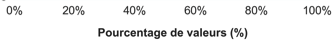 0% 20% 40% 60% 80% 100%
Pourcentage de valeurs (%)